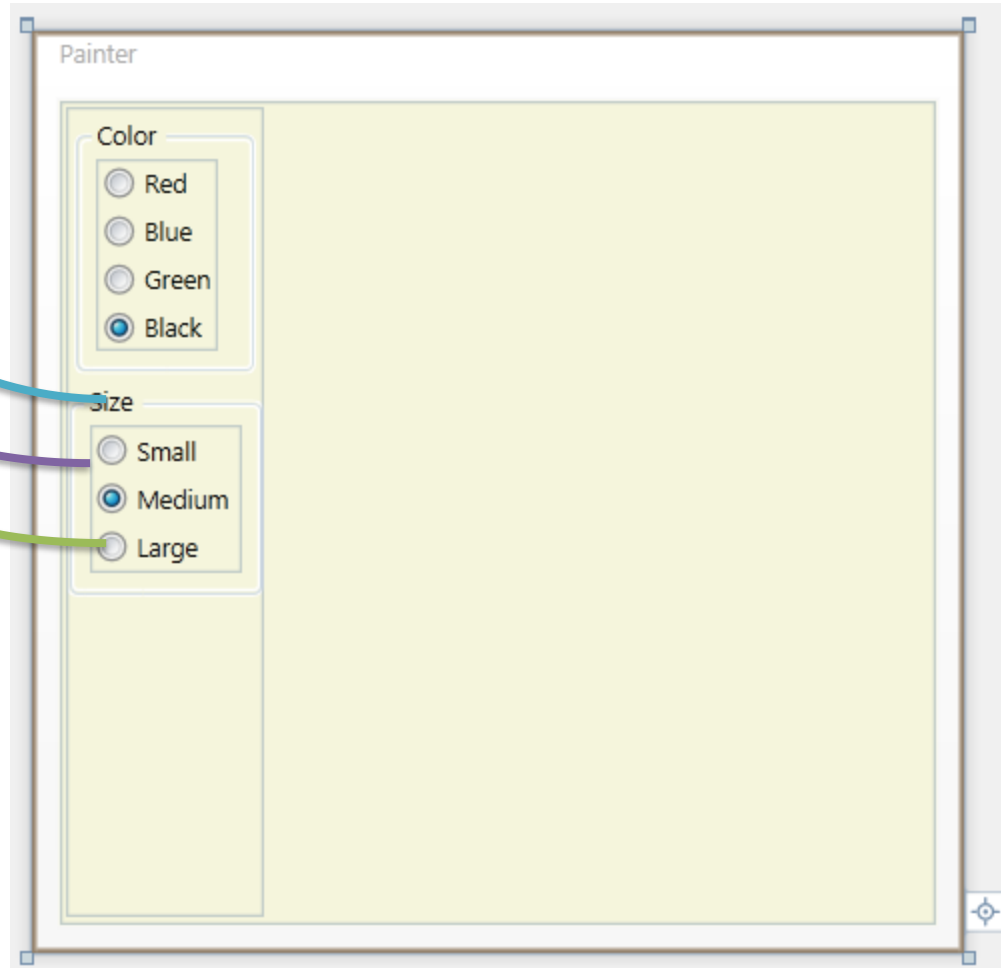 Painter
Color
Red
Blue
Green
Black
Size
Small
Medium
Large